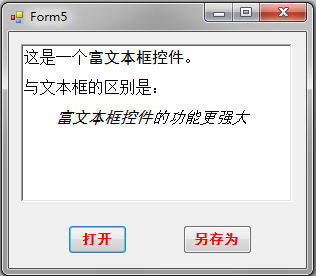 Form5
这是一个富文本框控件。
与文本框的区别是：
富文本框控件的功能更强大
打开
另存为